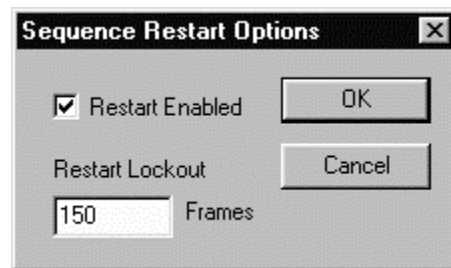 Sequence Restart Options
Restart Enabled
OK
Restart Lockout
Cancel
150
Frames